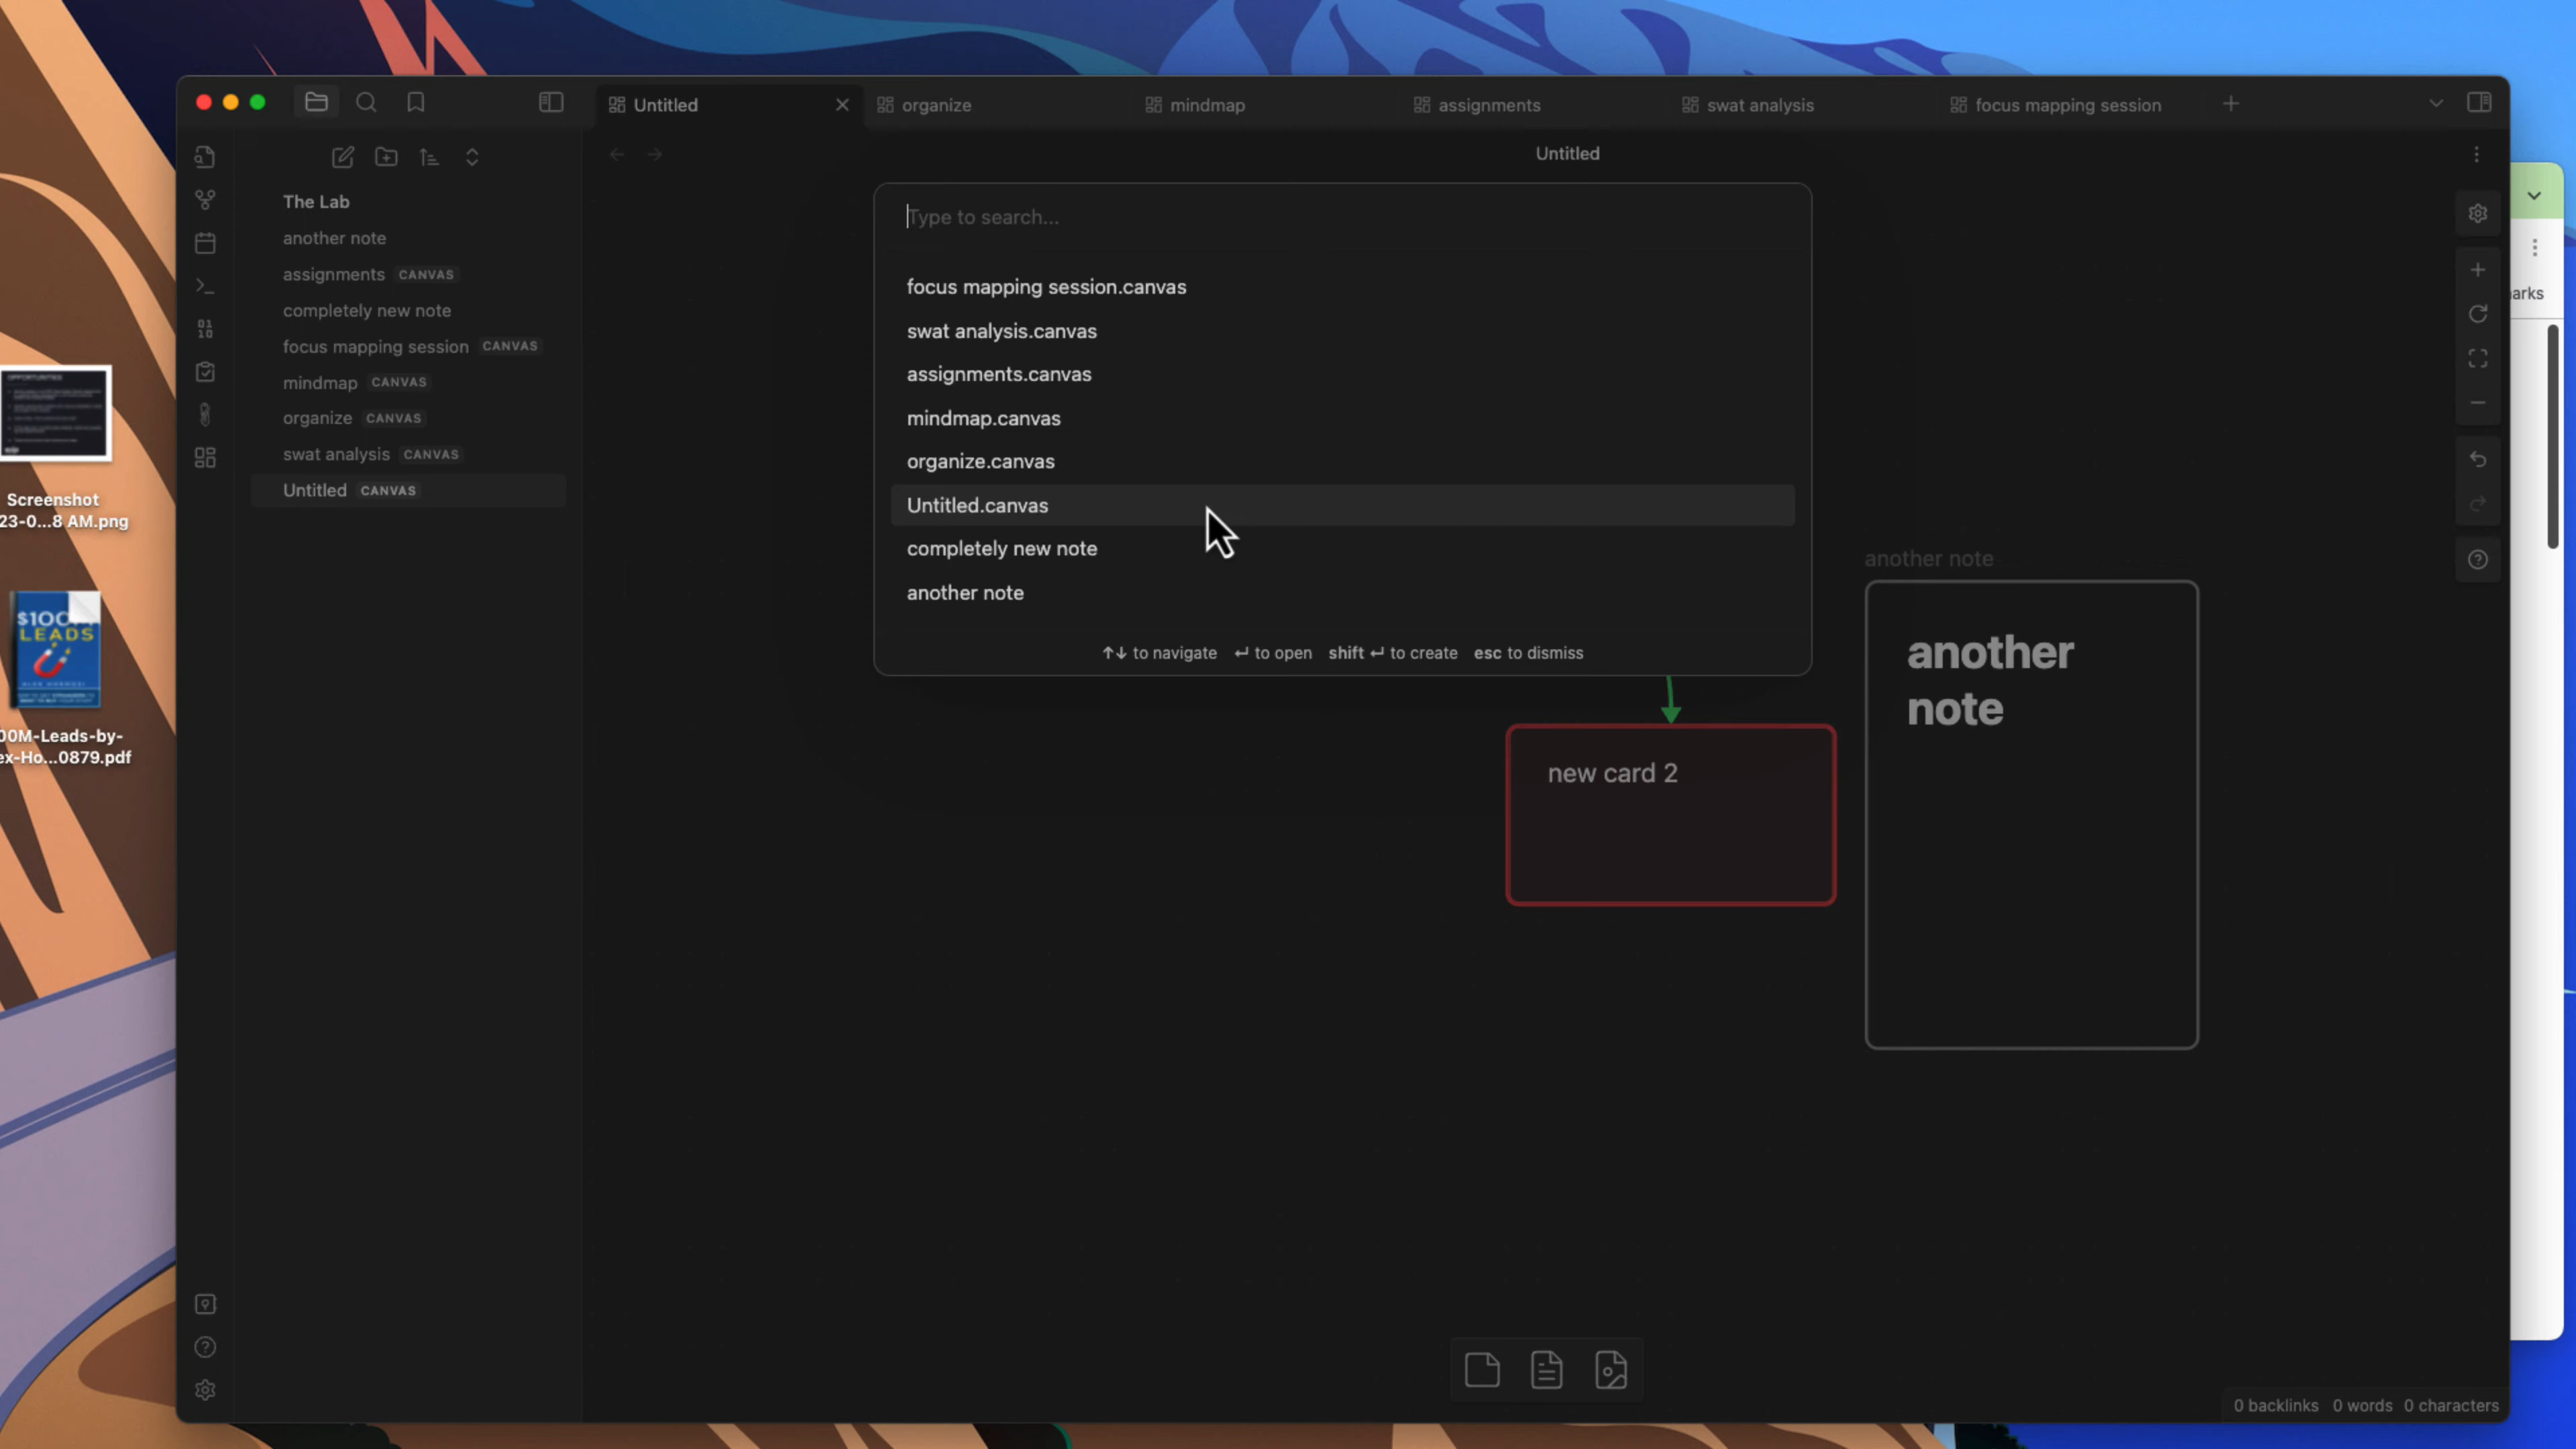 Untitled
organize
mindmap
assignments
swat analysis
focus mapping session
Untitled
The Lab
another note
assignments CANVAS
completely new note
focus mapping session CANVAS
mindmap CANVAS
organize CANVAS
swat analysis CANVAS
Untitled CANVAS
Type to search...
focus mapping session.canvas
swat analysis.canvas
assignments.canvas
mindmap.canvas
organize.canvas
Untitled.canvas
completely new note
another note
↑↓ to navigate ↵ to open shift ↵ to create esc to dismiss
another note
another
note
new card 2
arks
OPPORTUNITIES
Screenshot
23-0...8 AM.png
LEADS
00M-Leads-by-
ex-Ho...0879.pdf
0 backlinks 0 words 0 characters